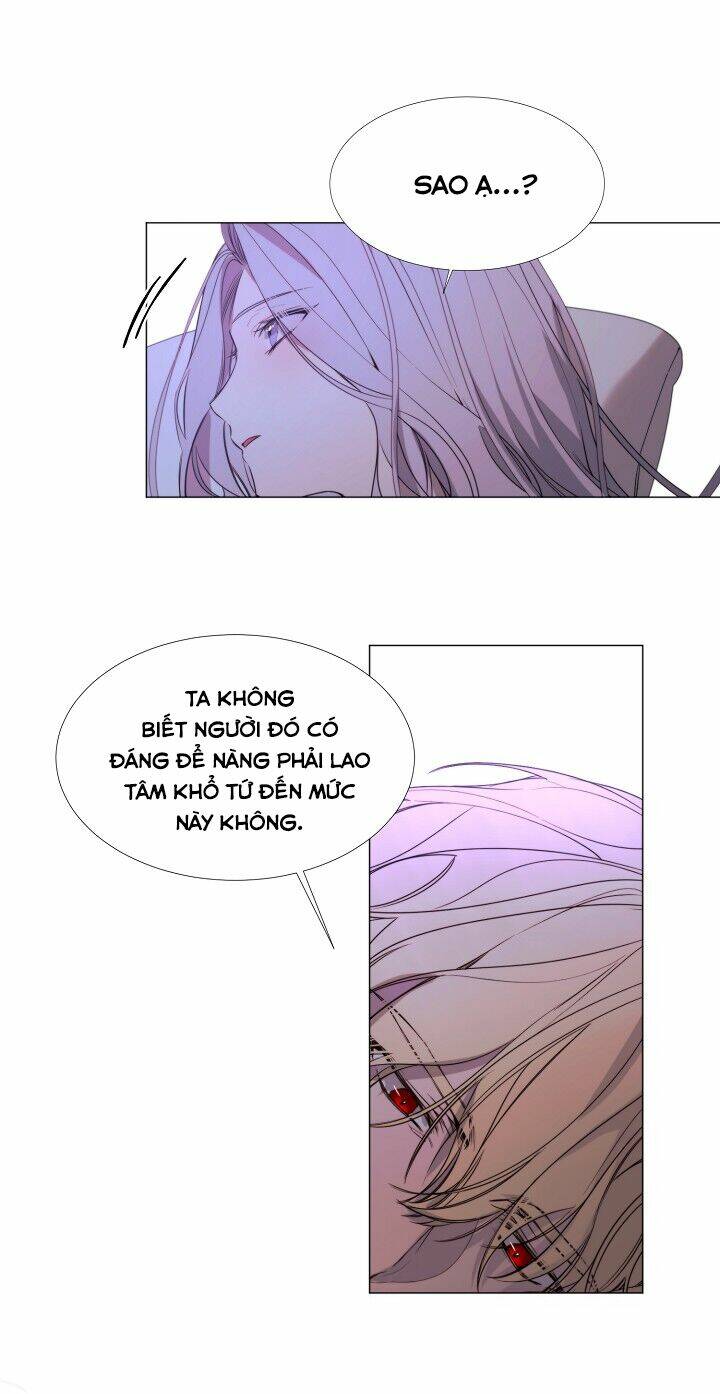 SAO Ạ...?
TA KHÔNG
BIẾT NGƯỜI ĐÓ CÓ
ĐÁNG ĐỂ NÀNG PHẢI LAO
TÂM KHỔ TỨ ĐẾN MỨC
NÀY KHÔNG.